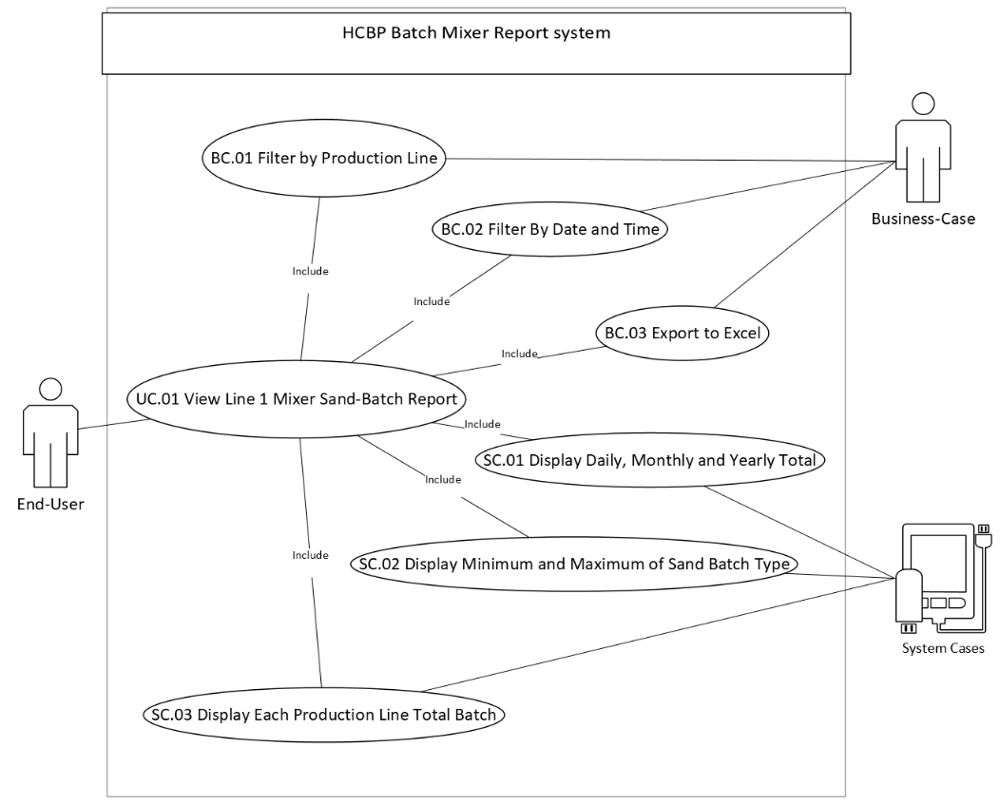 HCBP Batch Mixer Report system
BC.01 Filter by Production Line
Business-Case
BC.02 Filter By Date and Time
Include
Include
BC.03 Export to Excel
Include
UC.01 View Line 1 Mixer Sand-Batch Report
End-User
Include
SC.01 Display Daily, Monthly and Yearly Total
Include
Include
SC.02 Display Minimum and Maximum of Sand Batch Type
System Cases
SC.03 Display Each Production Line Total Batch